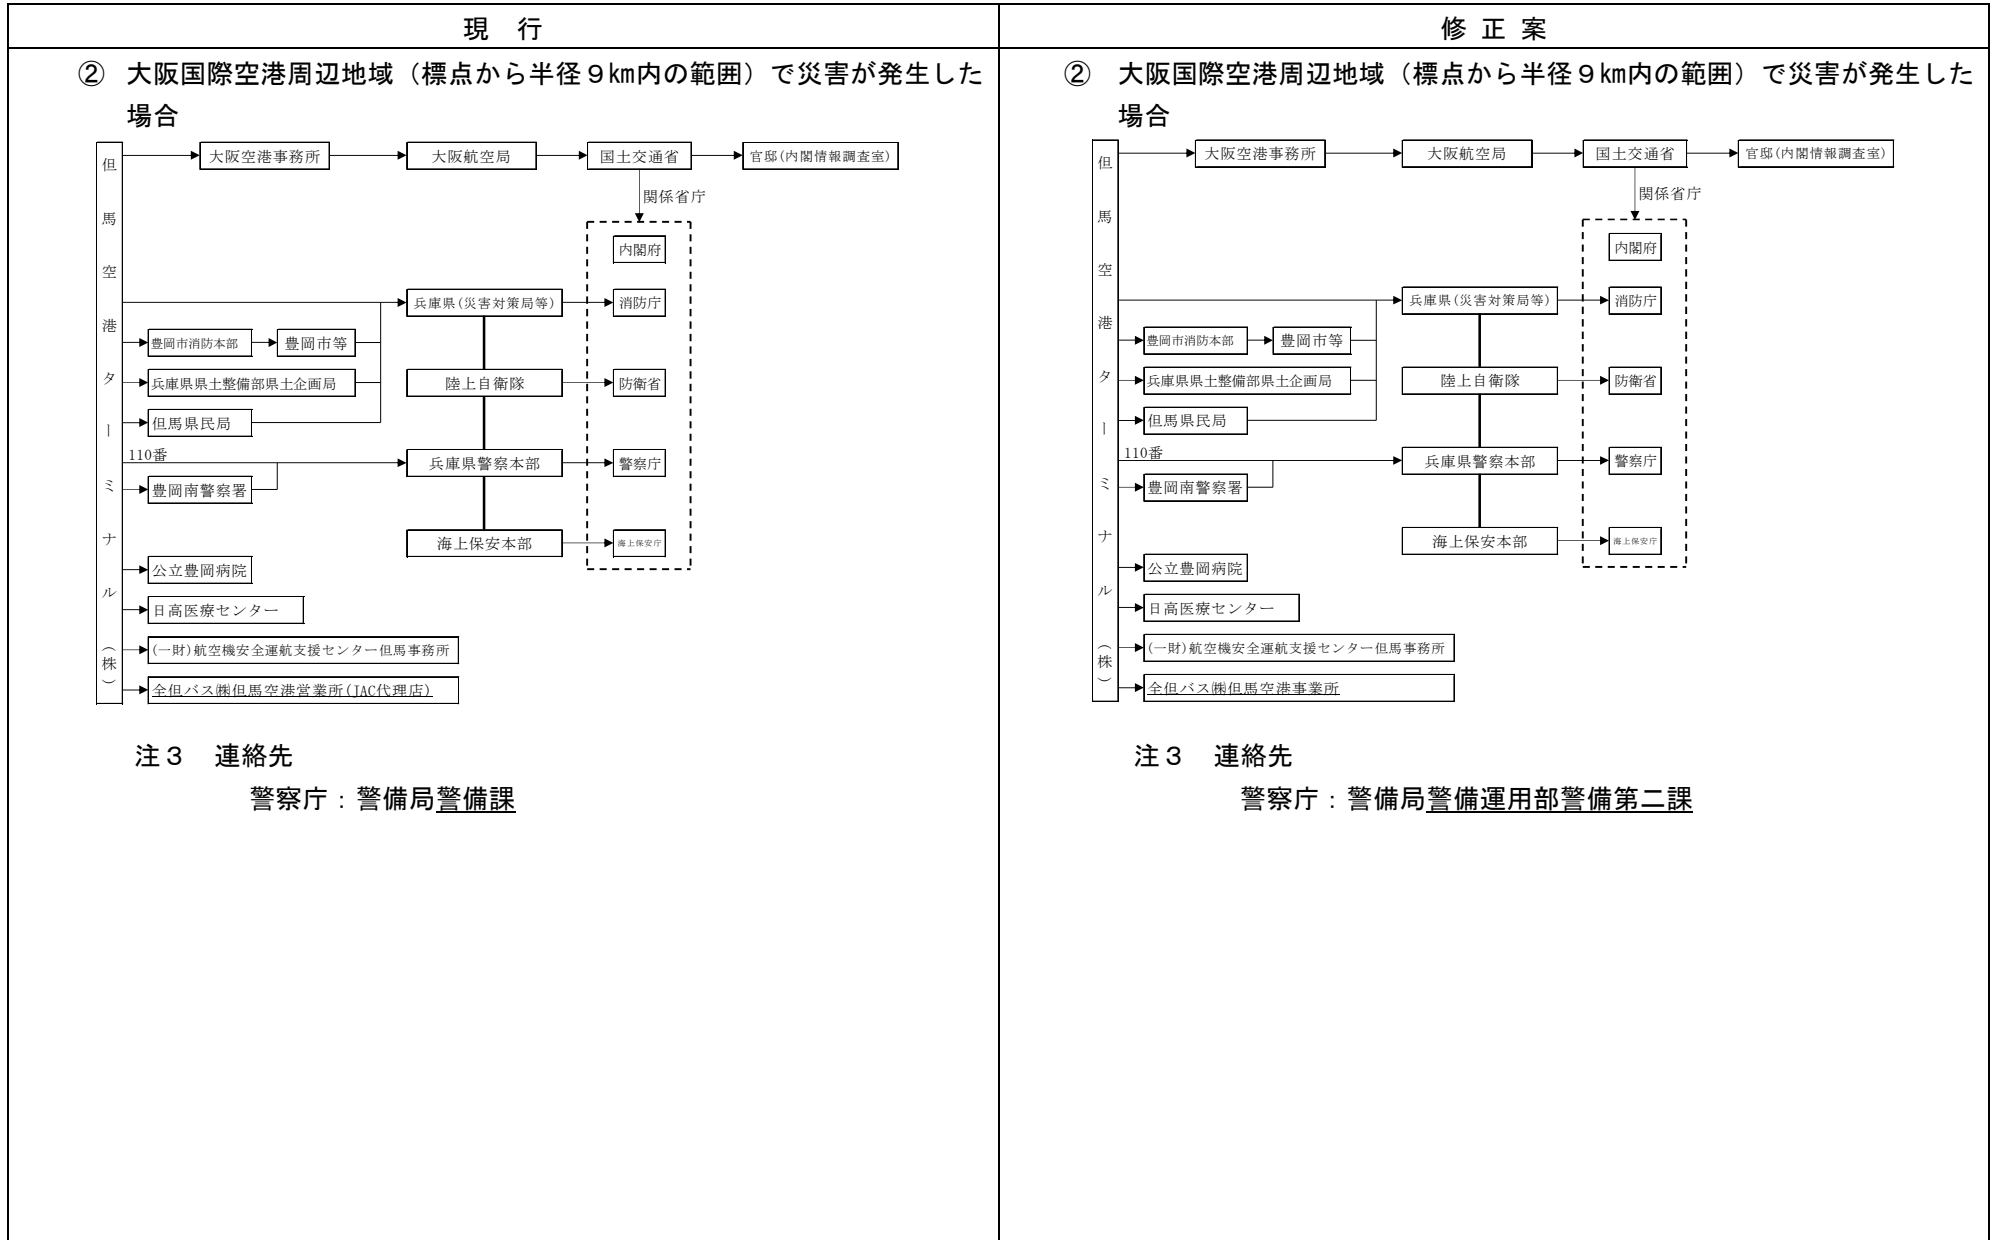 現　行
② 大阪国際空港周辺地域（標点から半径９㎞内の範囲）で災害が発生した
場合
但馬空港ターミナル（株）
大阪空港事務所
大阪航空局
国土交通省
官邸(内閣情報調査室)
関係省庁
内閣府
兵庫県(災害対策局等)
消防庁
豊岡市消防本部
豊岡市等
兵庫県県土整備部県土企画局
陸上自衛隊
防衛省
但馬県民局
110番
兵庫県警察本部
警察庁
豊岡南警察署
海上保安本部
海上保安庁
公立豊岡病院
日高医療センター
(一財)航空機安全運航支援センター但馬事務所
全但バス㈱但馬空港営業所(JAC代理店)
注３　連絡先
警察庁：警備局警備課
修 正 案
② 大阪国際空港周辺地域（標点から半径９㎞内の範囲）で災害が発生した
場合
但馬空港ターミナル（株）
大阪空港事務所
大阪航空局
国土交通省
官邸(内閣情報調査室)
関係省庁
内閣府
兵庫県(災害対策局等)
消防庁
豊岡市消防本部
豊岡市等
兵庫県県土整備部県土企画局
陸上自衛隊
防衛省
但馬県民局
110番
兵庫県警察本部
警察庁
豊岡南警察署
海上保安本部
海上保安庁
公立豊岡病院
日高医療センター
(一財)航空機安全運航支援センター但馬事務所
全但バス㈱但馬空港事業所
注３　連絡先
警察庁：警備局警備運用部警備第二課